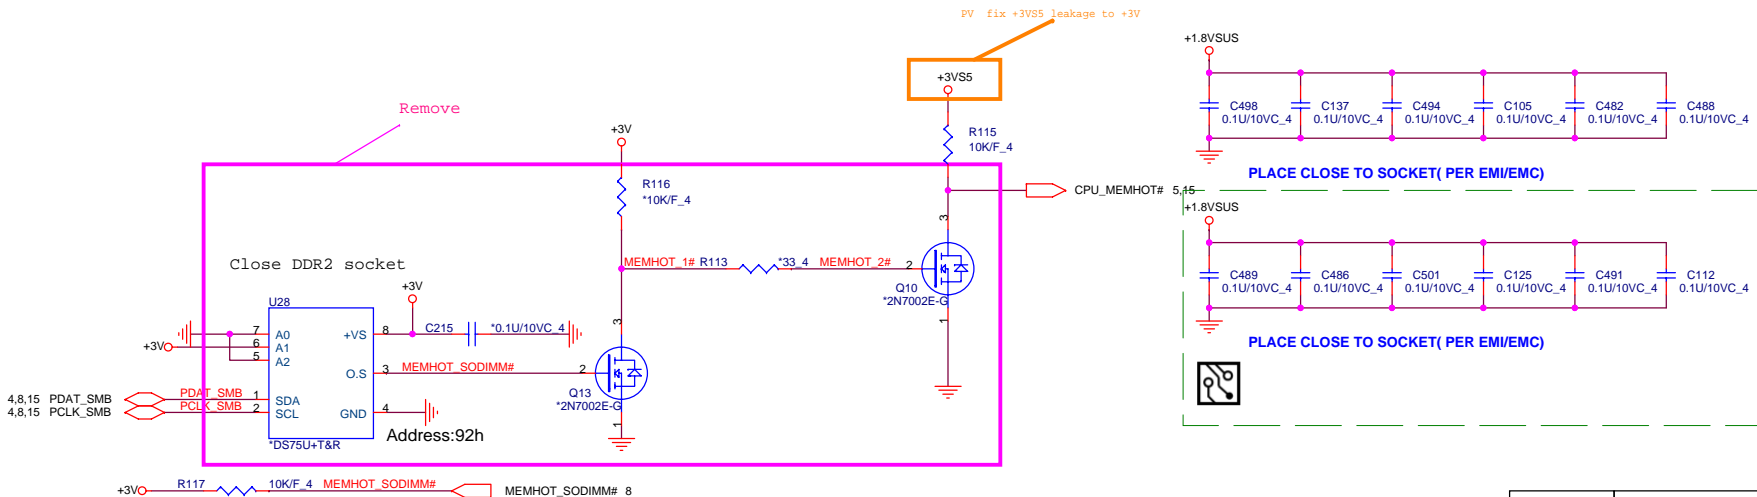 PV fix +3VS5 leakage to +3V
+1.8VSUS
+3VS5
Remove
C498
0.1U/10VC_4
C137
0.1U/10VC_4
C494
0.1U/10VC_4
C105
0.1U/10VC_4
C482
0.1U/10VC_4
C488
0.1U/10VC_4
+3V
R115
10K/F_4
PLACE CLOSE TO SOCKET( PER EMI/EMC)
R116
*10K/F_4
CPU_MEMHOT# 5,15
+1.8VSUS
3
MEMHOT_1# R113 *33_4 MEMHOT_2# 2
Close DDR2 socket
Q10
*2N7002E-G
C489
0.1U/10VC_4
C486
0.1U/10VC_4
C501
0.1U/10VC_4
C125
0.1U/10VC_4
C491
0.1U/10VC_4
C112
0.1U/10VC_4
+3V
U28
1
3
7 A0 +VS 8 C215 *0.1U/10VC_4
+3V 6 A1
5 A2
PLACE CLOSE TO SOCKET( PER EMI/EMC)
O.S 3 MEMHOT_SODIMM# 2
Q13
*2N7002E-G
4,8,15 PDAT_SMB PDAT_SMB 1 SDA
4,8,15 PCLK_SMB PCLK_SMB 2 SCL GND 4
1
Address:92h
*DS75U+T&R
+3V R117 10K/F_4 MEMHOT_SODIMM# MEMHOT_SODIMM# 8